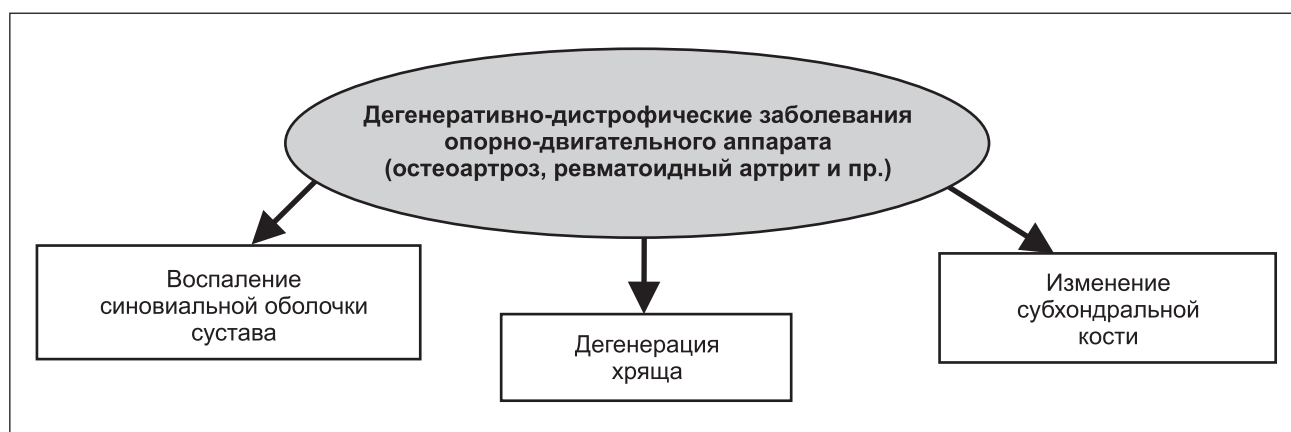 Дегенеративно-дистрофические заболевания
опорно-двигательного аппарата
(остеоартроз, ревматоидный артрит и пр.)
Воспаление
синовиальной оболочки
сустава
Дегенерация
хряща
Изменение
субхондральной
кости